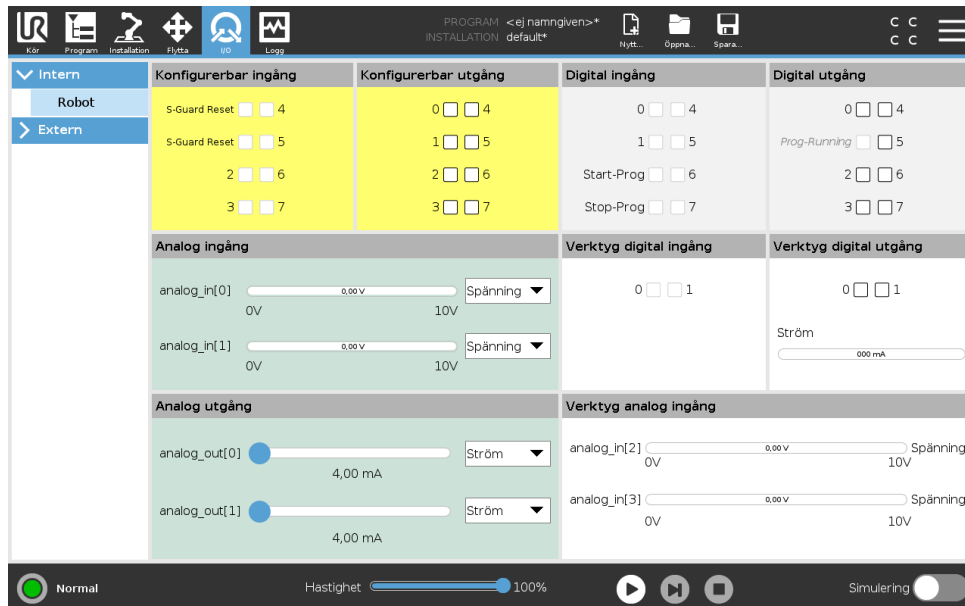 UR
PROGRAM <ej namngiven>*
INSTALLATION default*
Kör Program Installation Flytta I/O Logg
Nytt... Öppna... Spara...
C C
C C
Intern
Robot
Extern
Konfigurerbar ingång
S-Guard Reset 4
S-Guard Reset 5
2 6
3 7
Konfigurerbar utgång
0 4
1 5
2 6
3 7
Digital ingång
0 4
1 5
Start-Prog 6
Stop-Prog 7
Digital utgång
0 4
Prog-Running 5
2 6
3 7
Analog ingång
analog_in[0] 0,00 V Spänning
0V 10V
analog_in[1] 0,00 V Spänning
0V 10V
Verktyg digital ingång
0 1
Verktyg digital utgång
0 1
Ström
000 mA
Analog utgång
analog_out[0] Ström
4,00 mA
analog_out[1] Ström
4,00 mA
Verktyg analog ingång
analog_in[2] 0,00 V Spänning
0V 10V
analog_in[3] 0,00 V Spänning
0V 10V
Normal
Hastighet 100%
Simulering